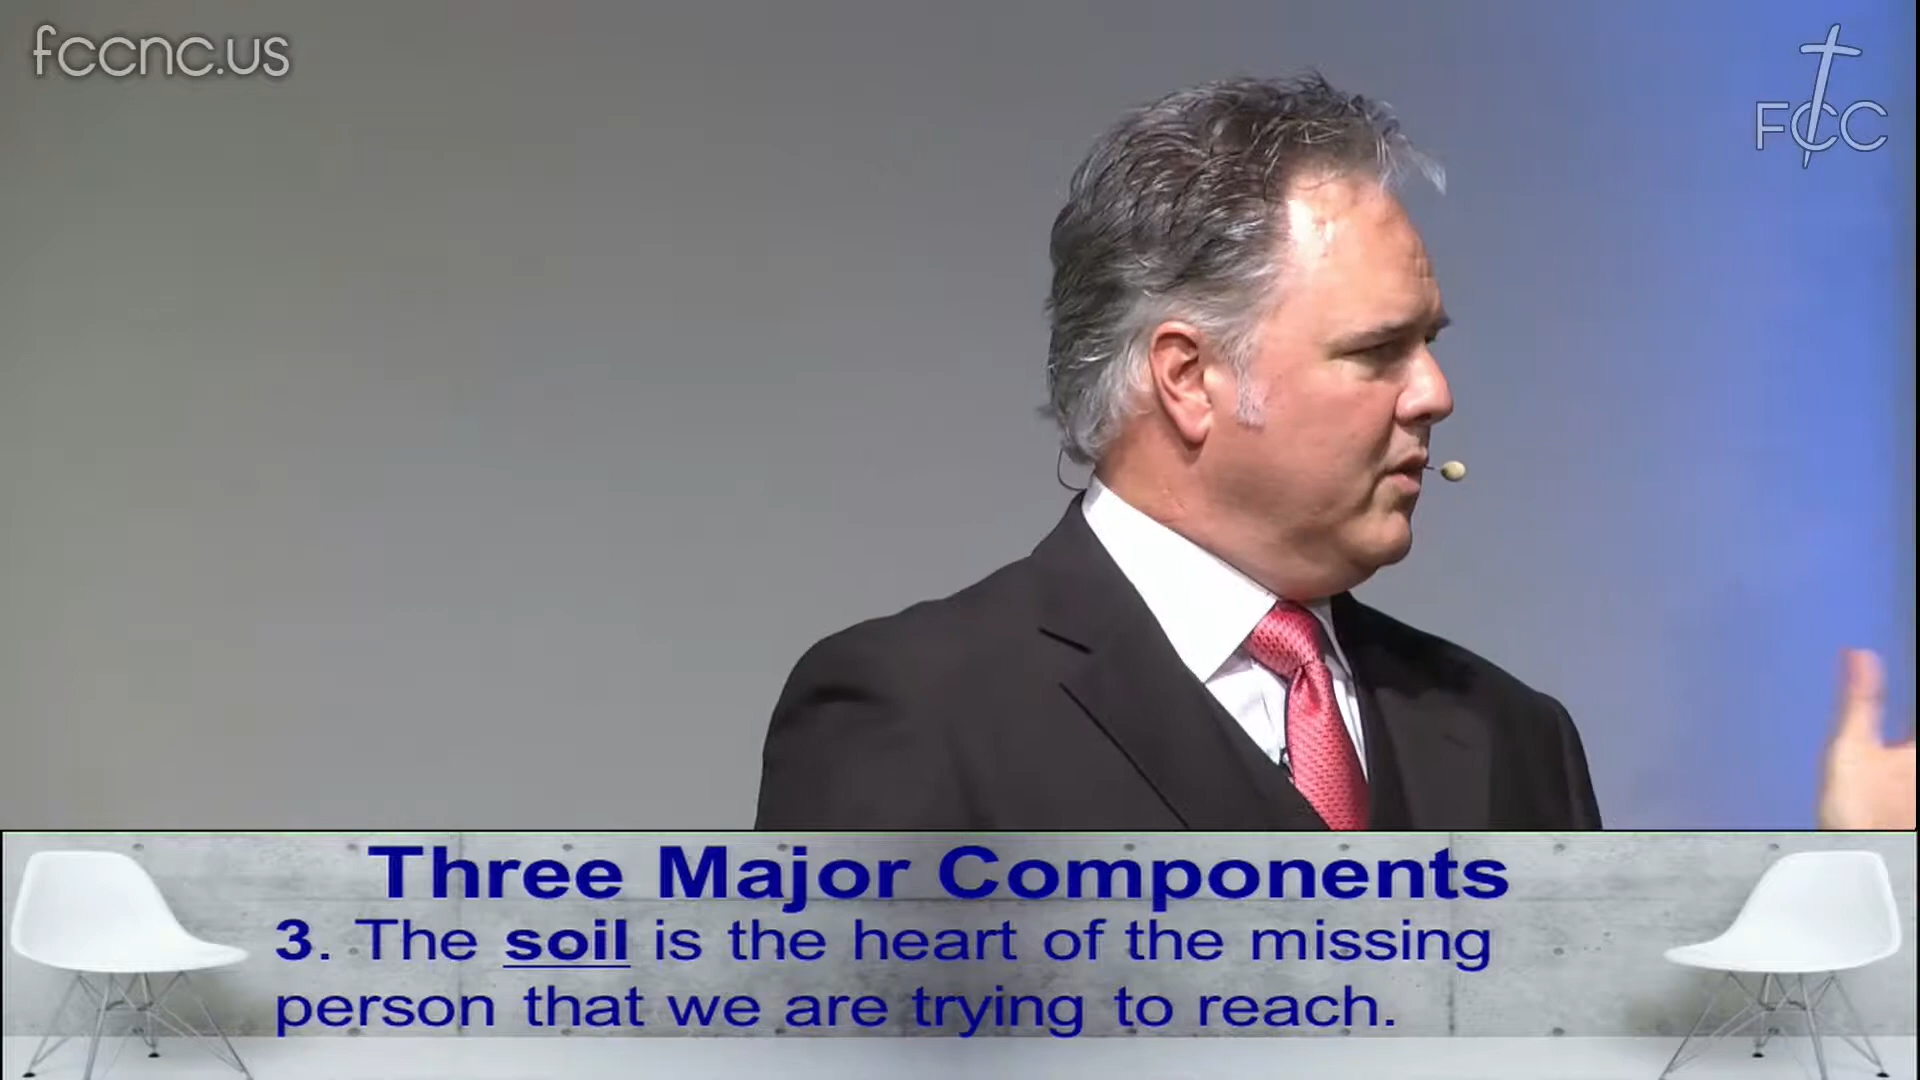 fccnc.us
FCC
Three Major Components
3. The soil is the heart of the missing
person that we are trying to reach.